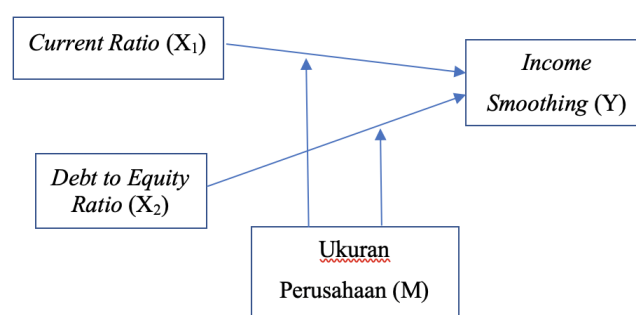 Current Ratio (X₁)
Income
Smoothing (Y)
Debt to Equity
Ratio (X₂)
Ukuran
Perusahaan (M)